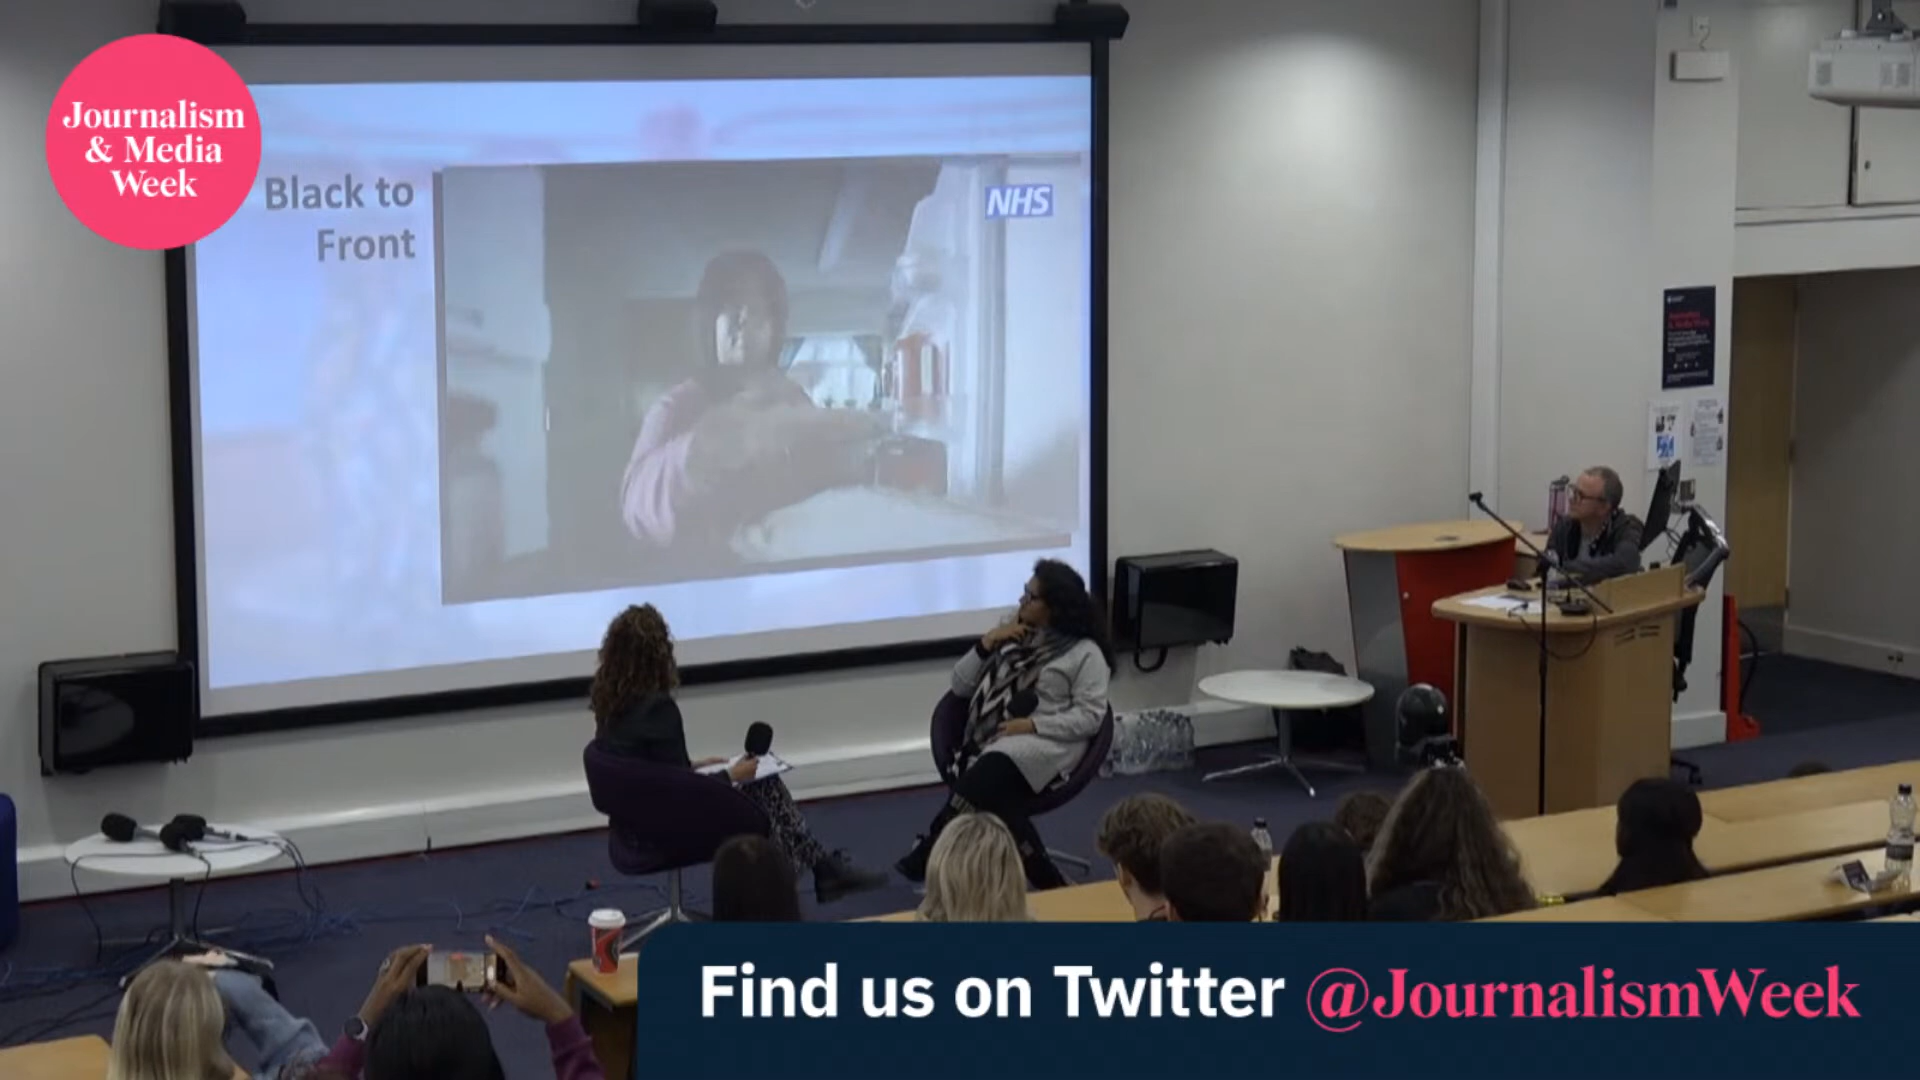 Journalism
& Media
Week
Black to
Front
NHS
Find us on Twitter @JournalismWeek